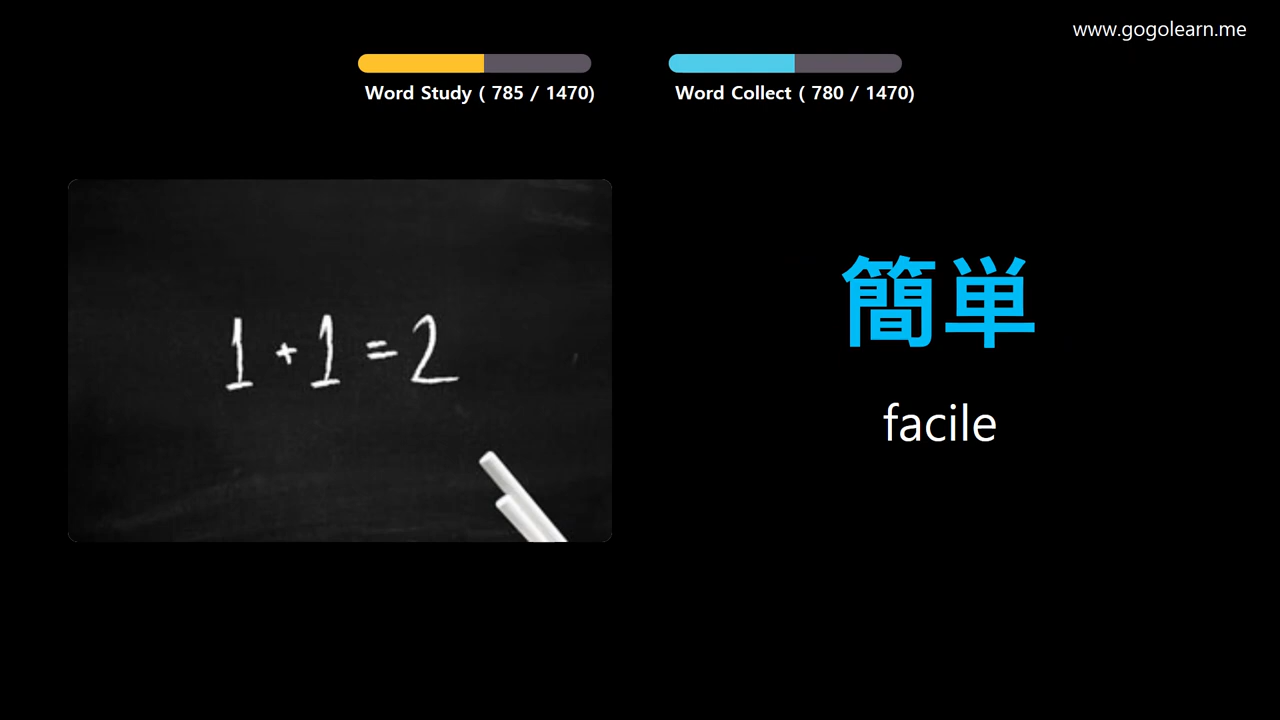 www.gogolearn.me
Word Study ( 785 / 1470)
Word Collect ( 780 / 1470)
1 + 1 = 2
簡単
facile